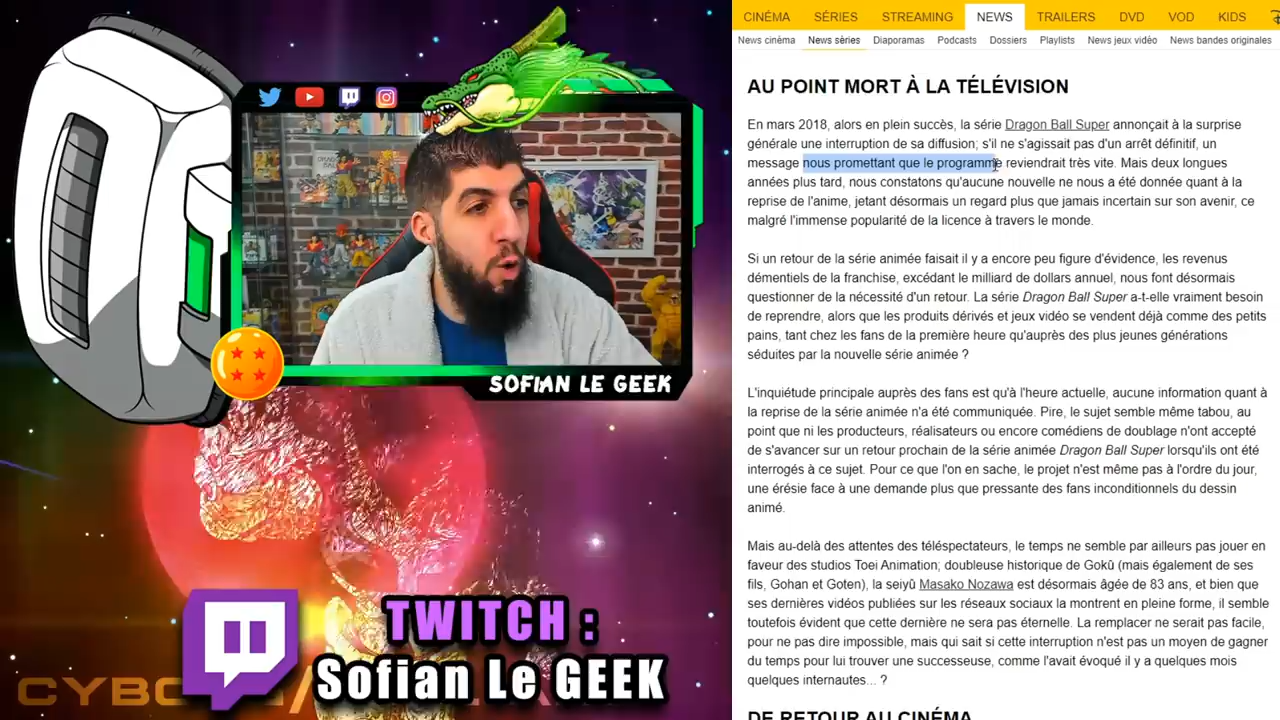 SOFIAN LE GEEK
TWITCH :
Sofian Le GEEK
CINÉMA SÉRIES STREAMING NEWS TRAILERS DVD VOD KIDS
News cinéma News séries Diaporamas Podcasts Dossiers Playlists News jeux vidéo News bandes originales
AU POINT MORT À LA TÉLÉVISION
En mars 2018, alors en plein succès, la série Dragon Ball Super annonçait à la surprise
générale une interruption de sa diffusion; s'il ne s'agissait pas d'un arrêt définitif, un
message nous promettant que le programme reviendrait très vite. Mais deux longues
années plus tard, nous constatons qu'aucune nouvelle ne nous a été donnée quant à la
reprise de l'anime, jetant désormais un regard plus que jamais incertain sur son avenir, ce
malgré l'immense popularité de la licence à travers le monde.
Si un retour de la série animée faisait il y a encore peu figure d'évidence, les revenus
démentiels de la franchise, excédant le milliard de dollars annuel, nous font désormais
questionner de la nécessité d'un retour. La série Dragon Ball Super a-t-elle vraiment besoin
de reprendre, alors que les produits dérivés et jeux vidéo se vendent déjà comme des petits
pains, tant chez les fans de la première heure qu'auprès des plus jeunes générations
séduites par la nouvelle série animée ?
L'inquiétude principale auprès des fans est qu'à l'heure actuelle, aucune information quant à
la reprise de la série animée n'a été communiquée. Pire, le sujet semble même tabou, au
point que ni les producteurs, réalisateurs ou encore comédiens de doublage n'ont accepté
de s'avancer sur un retour prochain de la série animée Dragon Ball Super lorsqu'ils ont été
interrogés à ce sujet. Pour ce que l'on en sache, le projet n'est même pas à l'ordre du jour,
une érésie face à une demande plus que pressante des fans inconditionnels du dessin
animé.
Mais au-delà des attentes des téléspectateurs, le temps ne semble par ailleurs pas jouer en
faveur des studios Toei Animation; doubleuse historique de Gokû (mais également de ses
fils, Gohan et Goten), la seiyû Masako Nozawa est désormais âgée de 83 ans, et bien que
ses dernières vidéos publiées sur les réseaux sociaux la montrent en pleine forme, il semble
toutefois évident que cette dernière ne sera pas éternelle. La remplacer ne serait pas facile,
pour ne pas dire impossible, mais qui sait si cette interruption n'est pas un moyen de gagner
du temps pour lui trouver une successeuse, comme l'avait évoqué il y a quelques mois
quelques internautes... ?
DE RETOUR AU CINÉMA